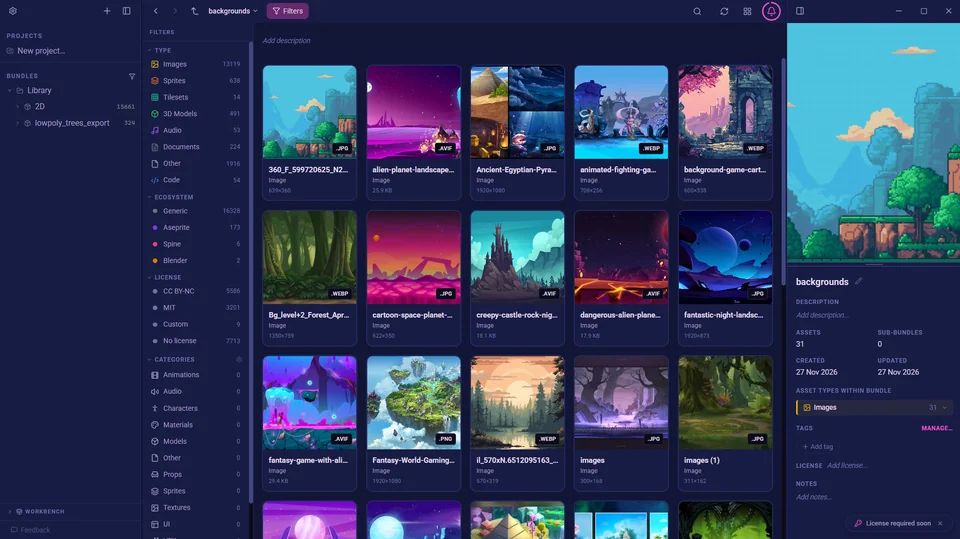 backgrounds
Filters
PROJECTS
New project...
BUNDLES
Library
2D 15661
lowpoly_trees_export 324
WORKBENCH
Feedback
FILTERS
TYPE
Images 13119
Sprites 638
Tilesets 14
3D Models 491
Audio 53
Documents 224
Other 1916
Code 54
ECOSYSTEM
Generic 16328
Aseprite 173
Spine 6
Blender 2
LICENSE
CC BY-NC 5586
MIT 3201
Custom 9
No license 7713
CATEGORIES
Animations 0
Audio 0
Characters 0
Materials 0
Models 0
Other 0
Props 0
Sprites 0
Textures 0
UI 0
Add description
.JPG
360_F_599720625_N2...
Image
639×360
.AVIF
alien-planet-landscape...
Image
25.9 KB
.JPG
Ancient-Egyptian-Pyra...
Image
1920×1080
.WEBP
animated-fighting-ga...
Image
708×256
.WEBP
background-game-cart...
Image
600×558
.WEBP
Bg_level+2_Forest_Apr...
Image
1350×759
.JPG
cartoon-space-planet-...
Image
622×350
.AVIF
creepy-castle-rock-nig...
Image
18.1 KB
.AVIF
dangerous-alien-plane...
Image
17.9 KB
.JPG
fantastic-night-landsc...
Image
1920×873
.AVIF
fantasy-game-with-ali...
Image
29.4 KB
.PNG
Fantasy-World-Gaming...
Image
1920×1080
.WEBP
il_570xN.6512095163_...
Image
570×319
.JPG
images
Image
300×168
.JPG
images (1)
Image
311×162
backgrounds
DESCRIPTION
Add description...
ASSETS SUB-BUNDLES
31 0
CREATED UPDATED
27 Nov 2026 27 Nov 2026
ASSET TYPES WITHIN BUNDLE
Images 31
TAGS MANAGE...
+ Add tag
LICENSE Add license...
NOTES
Add notes...
License required soon